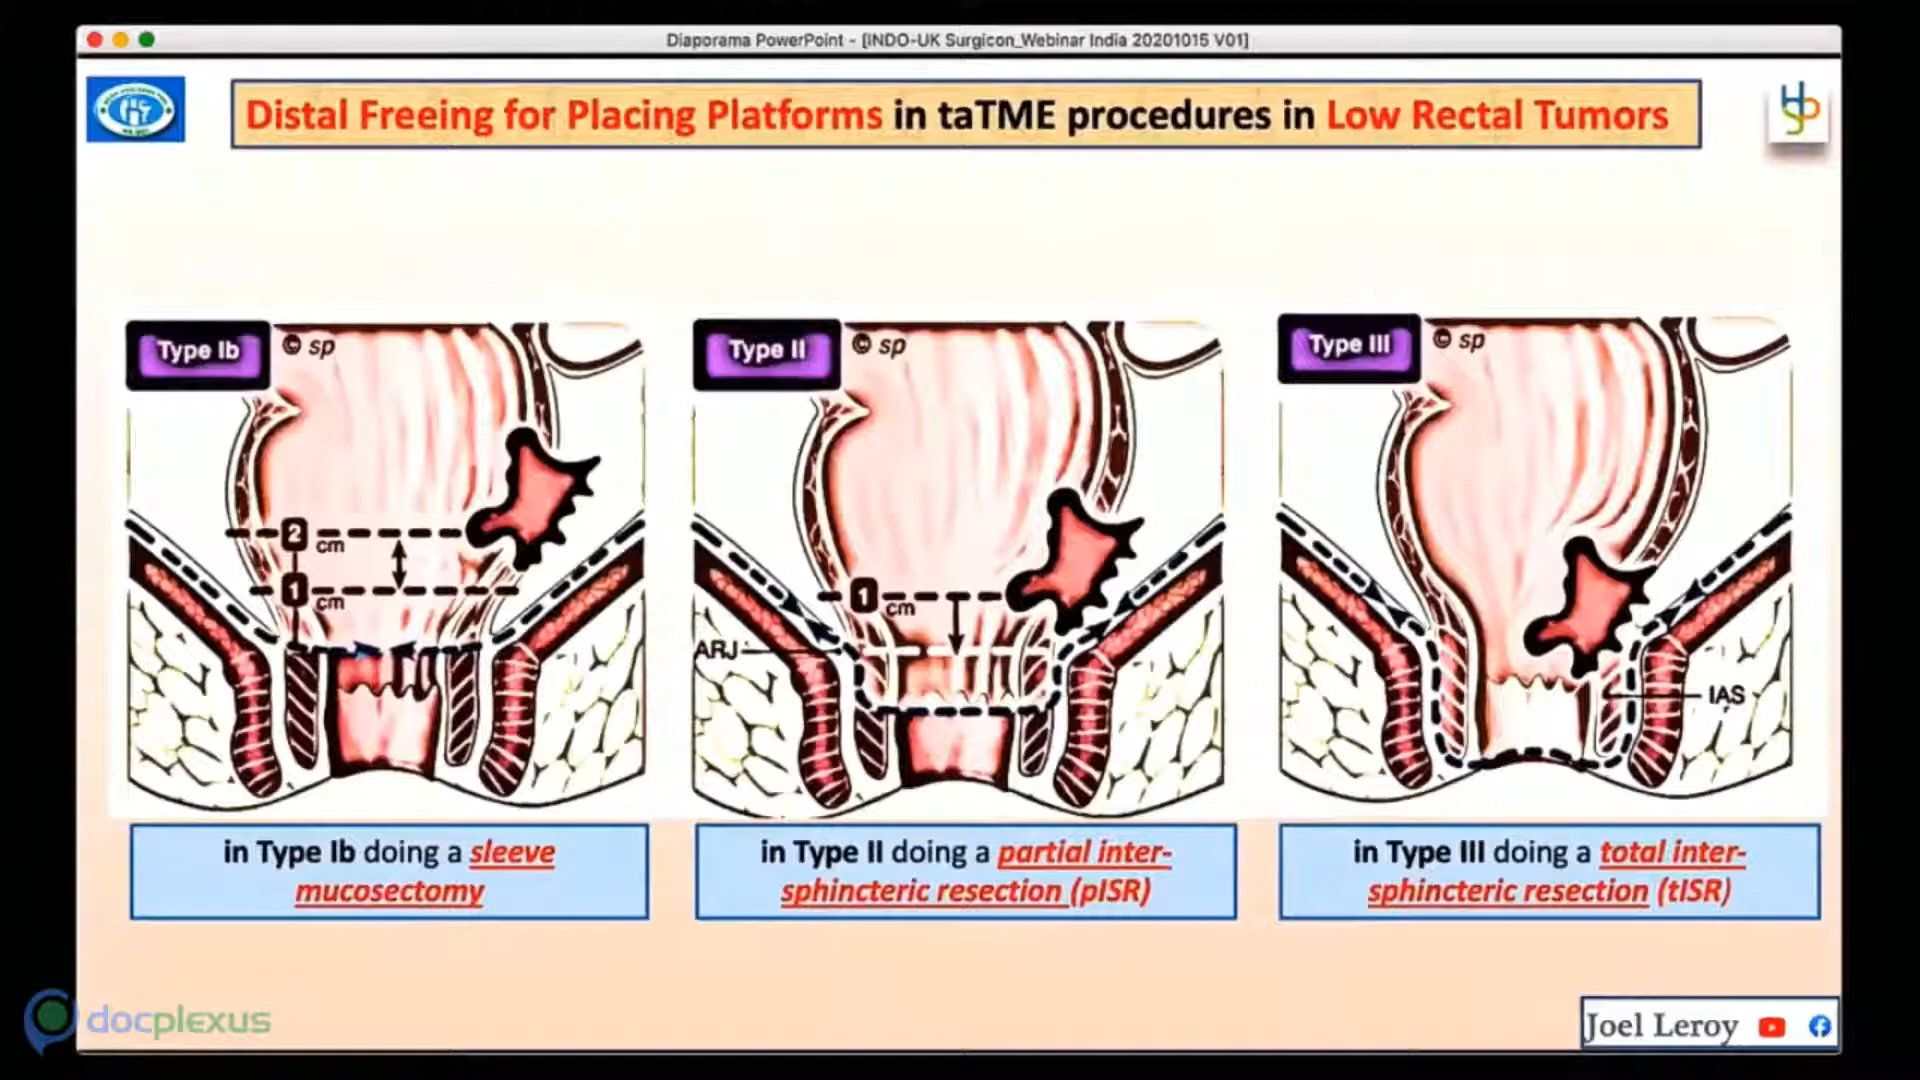 Diaporama PowerPoint - [INDO-UK Surgicon_Webinar India 20201015 V01]
Distal Freeing for Placing Platforms in taTME procedures in Low Rectal Tumors
Type Ib
© sp
2 cm
1 cm
Type II
© sp
1 cm
ARJ
Type III
© sp
IAS
in Type Ib doing a sleeve
mucosectomy
in Type II doing a partial inter-
sphincteric resection (pISR)
in Type III doing a total inter-
sphincteric resection (tISR)
docplexus
Joel Leroy